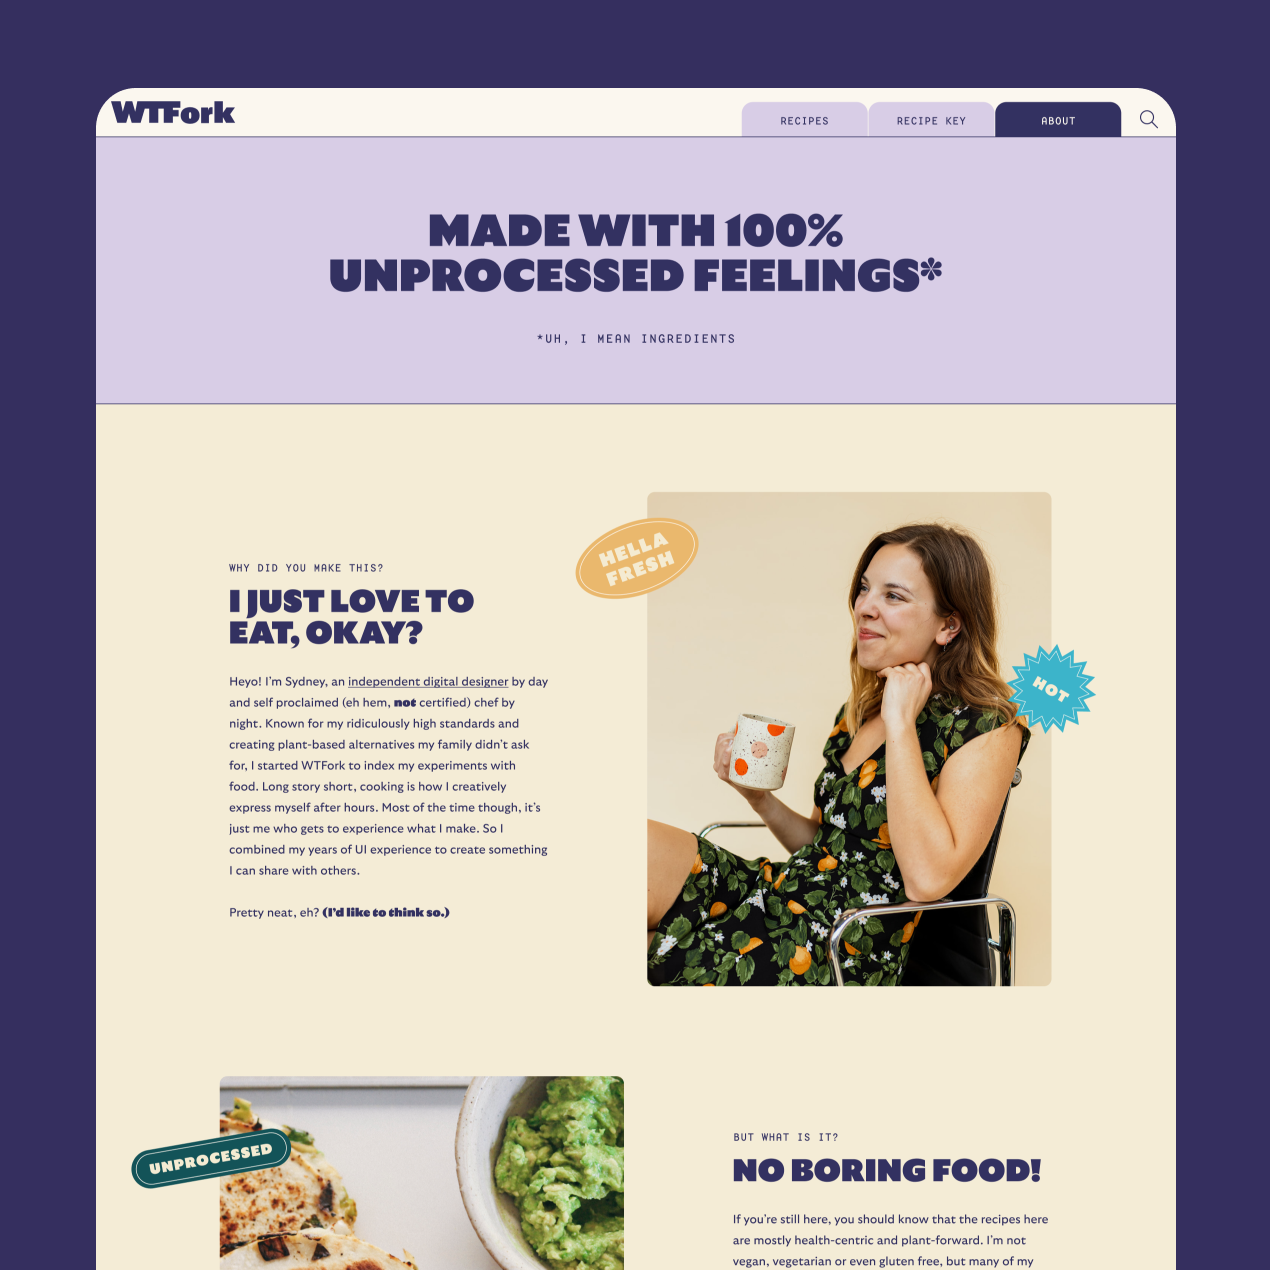 WTFork
RECIPES
RECIPE KEY
ABOUT
MADE WITH 100%
UNPROCESSED FEELINGS*
*UH, I MEAN INGREDIENTS
WHY DID YOU MAKE THIS?
I JUST LOVE TO
EAT, OKAY?
Heyo! I'm Sydney, an independent digital designer by day
and self proclaimed (eh hem, not certified) chef by
night. Known for my ridiculously high standards and
creating plant-based alternatives my family didn't ask
for, I started WTFork to index my experiments with
food. Long story short, cooking is how I creatively
express myself after hours. Most of the time though, it's
just me who gets to experience what I make. So I
combined my years of UI experience to create something
I can share with others.
Pretty neat, eh? (I'd like to think so.)
HELLA
FRESH
HOT
UNPROCESSED
BUT WHAT IS IT?
NO BORING FOOD!
If you're still here, you should know that the recipes here
are mostly health-centric and plant-forward. I'm not
vegan, vegetarian or even gluten free, but many of my